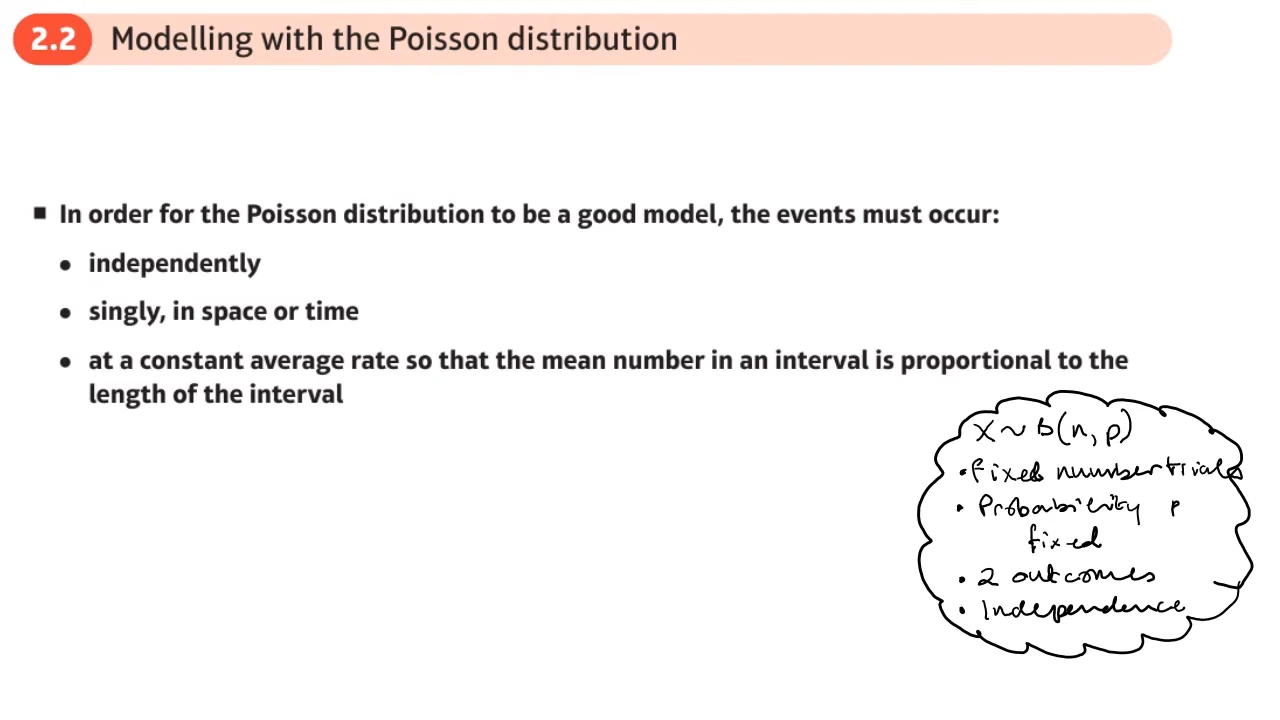 2.2 Modelling with the Poisson distribution
■ In order for the Poisson distribution to be a good model, the events must occur:
• independently
• singly, in space or time
• at a constant average rate so that the mean number in an interval is proportional to the
length of the interval
X ~ B(n, p)
• Fixed number trials
• Probability p
fixed
• 2 outcomes
• Independence